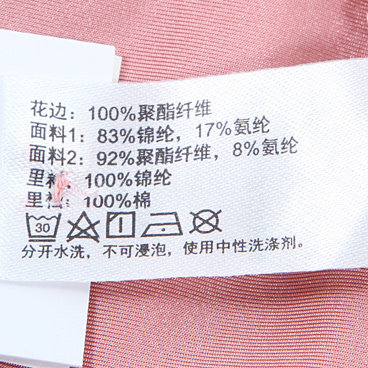 花边：100%聚酯纤维
面料1：83%锦纶，17%氨纶
面料2：92%聚酯纤维，8%氨纶
里 ：100%锦纶
里 ：100%棉
30
分开水洗，不可浸泡，使用中性洗涤剂。